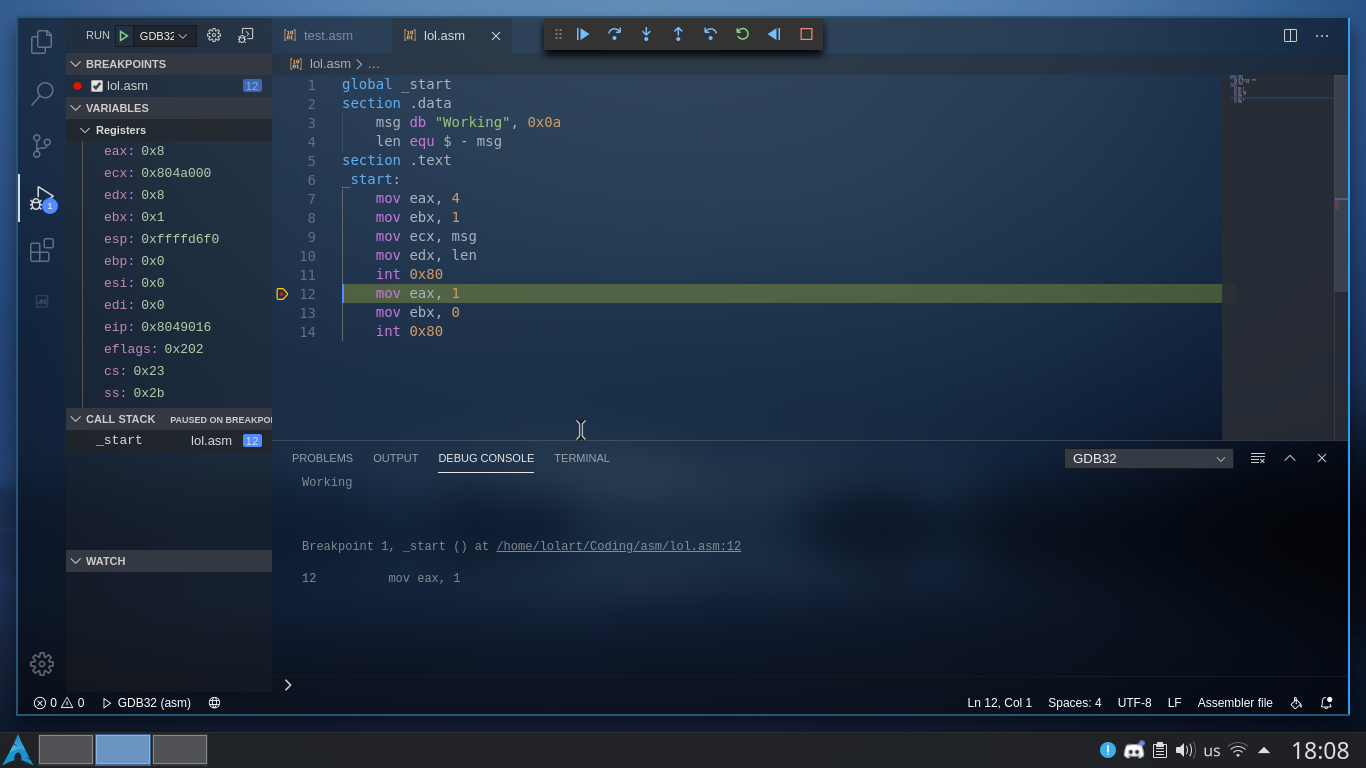 RUN GDB32 test.asm lol.asm
BREAKPOINTS
lol.asm 12
VARIABLES
Registers
eax: 0x8
ecx: 0x804a000
edx: 0x8
ebx: 0x1
esp: 0xffffd6f0
ebp: 0x0
esi: 0x0
edi: 0x0
eip: 0x8049016
eflags: 0x202
cs: 0x23
ss: 0x2b
CALL STACK PAUSED ON BREAKPOI
_start lol.asm 12
WATCH
1
lol.asm > ...
1 global _start
2 section .data
3     msg db "Working", 0x0a
4     len equ $ - msg
5 section .text
6 _start:
7     mov eax, 4
8     mov ebx, 1
9     mov ecx, msg
10     mov edx, len
11     int 0x80
12     mov eax, 1
13     mov ebx, 0
14     int 0x80
PROBLEMS OUTPUT DEBUG CONSOLE TERMINAL GDB32
Working
Breakpoint 1, _start () at /home/lolart/Coding/asm/lol.asm:12
12          mov eax, 1
0 0 GDB32 (asm) Ln 12, Col 1 Spaces: 4 UTF-8 LF Assembler file
us 18:08